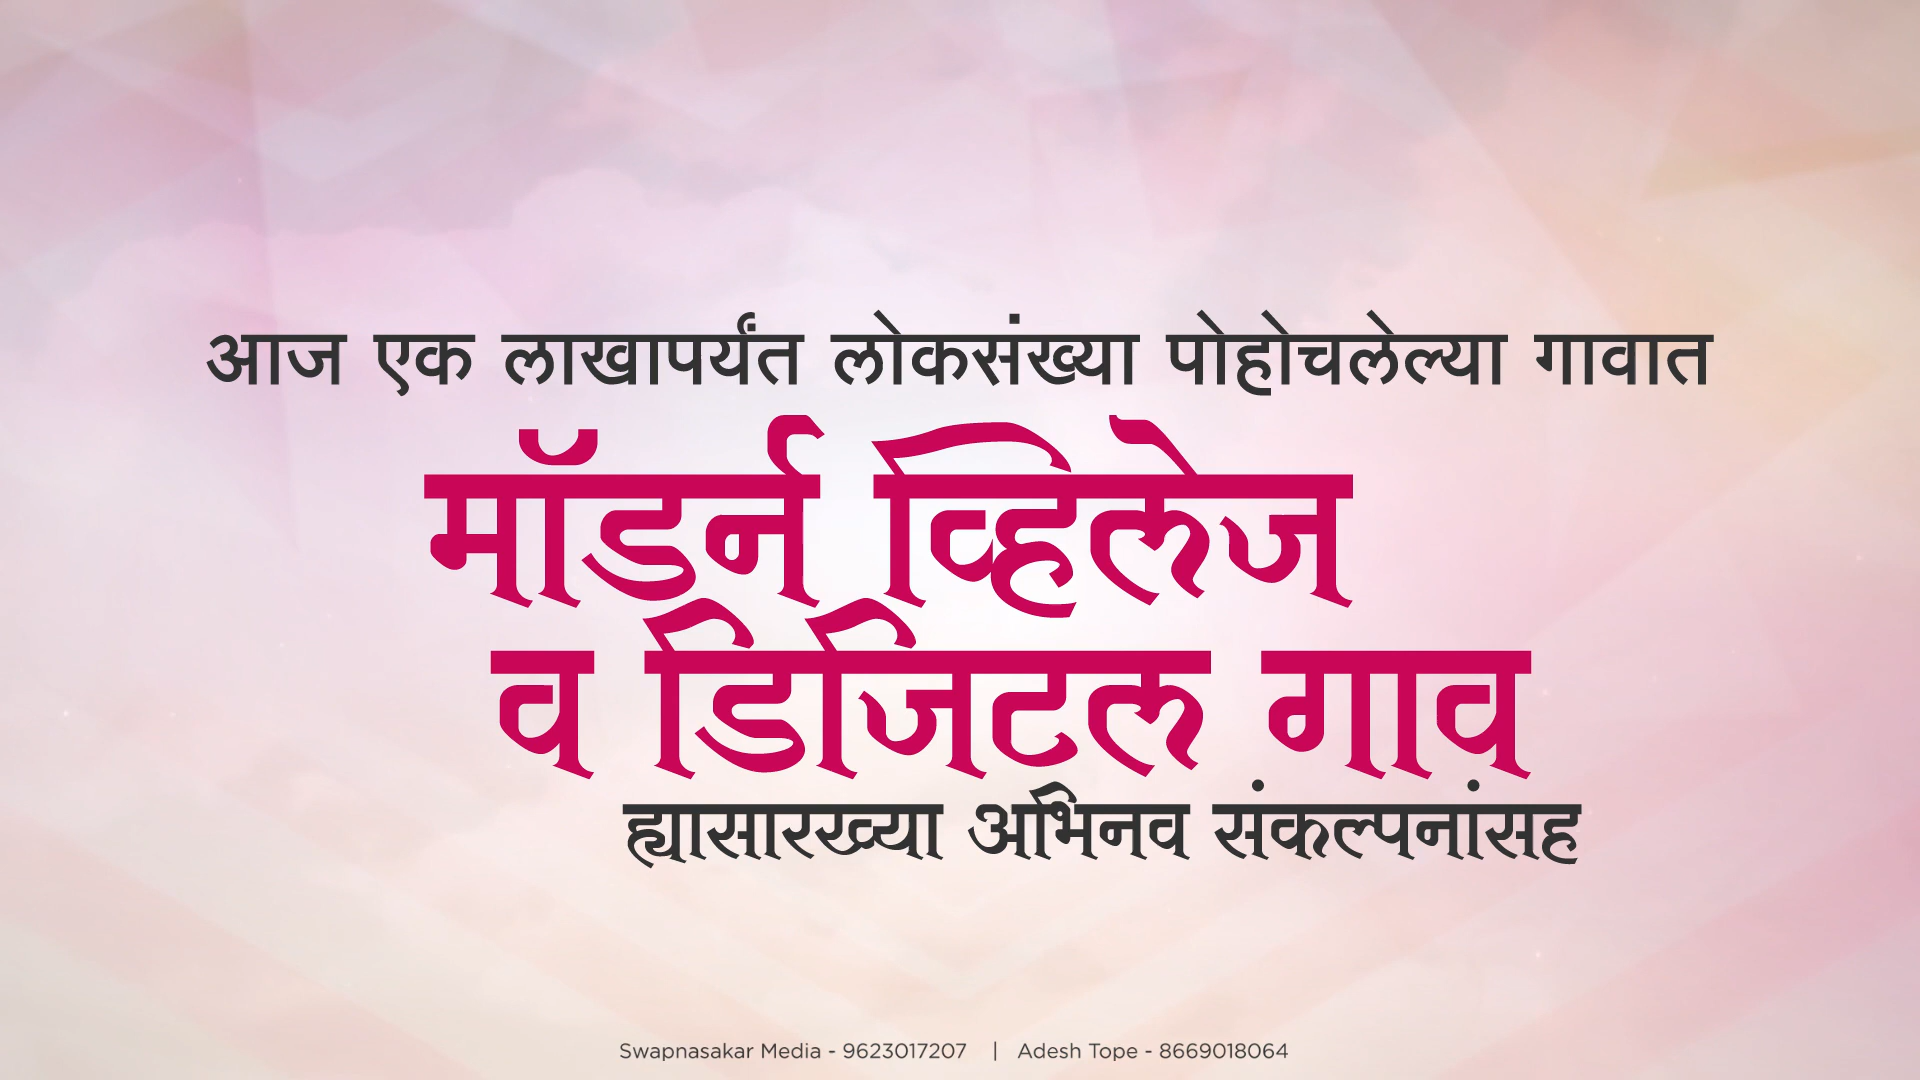 आज एक लाखापर्यंत लोकसंख्या पोहोचलेल्या गावात
मॉडर्न व्हिलेज
व डिजिटल गाव
ह्यासारख्या अभिनव संकल्पनांसह
Swapnasakar Media - 9623017207 | Adesh Tope - 8669018064